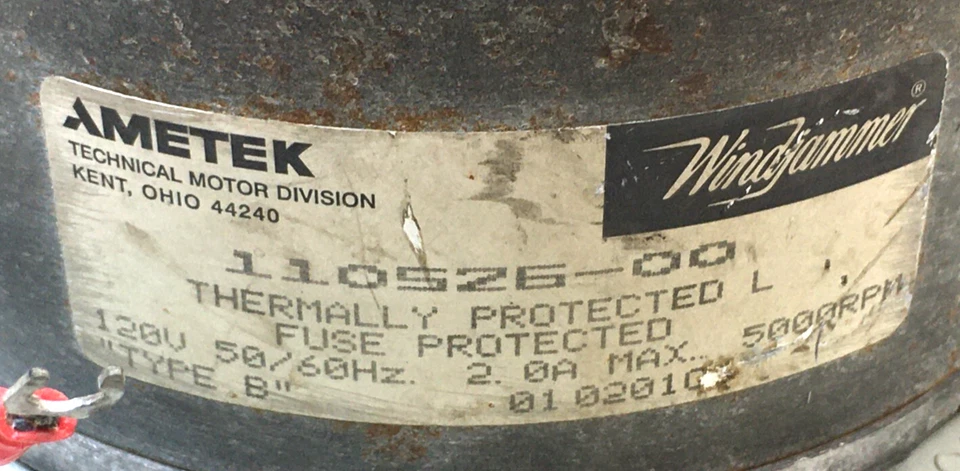 AMETEK
TECHNICAL MOTOR DIVISION
KENT, OHIO 44240
Windjammer®
110526-00
THERMALLY PROTECTED L
FUSE PROTECTED
120V 50/60Hz. 2.0A MAX. 5000RPM
"TYPE B"